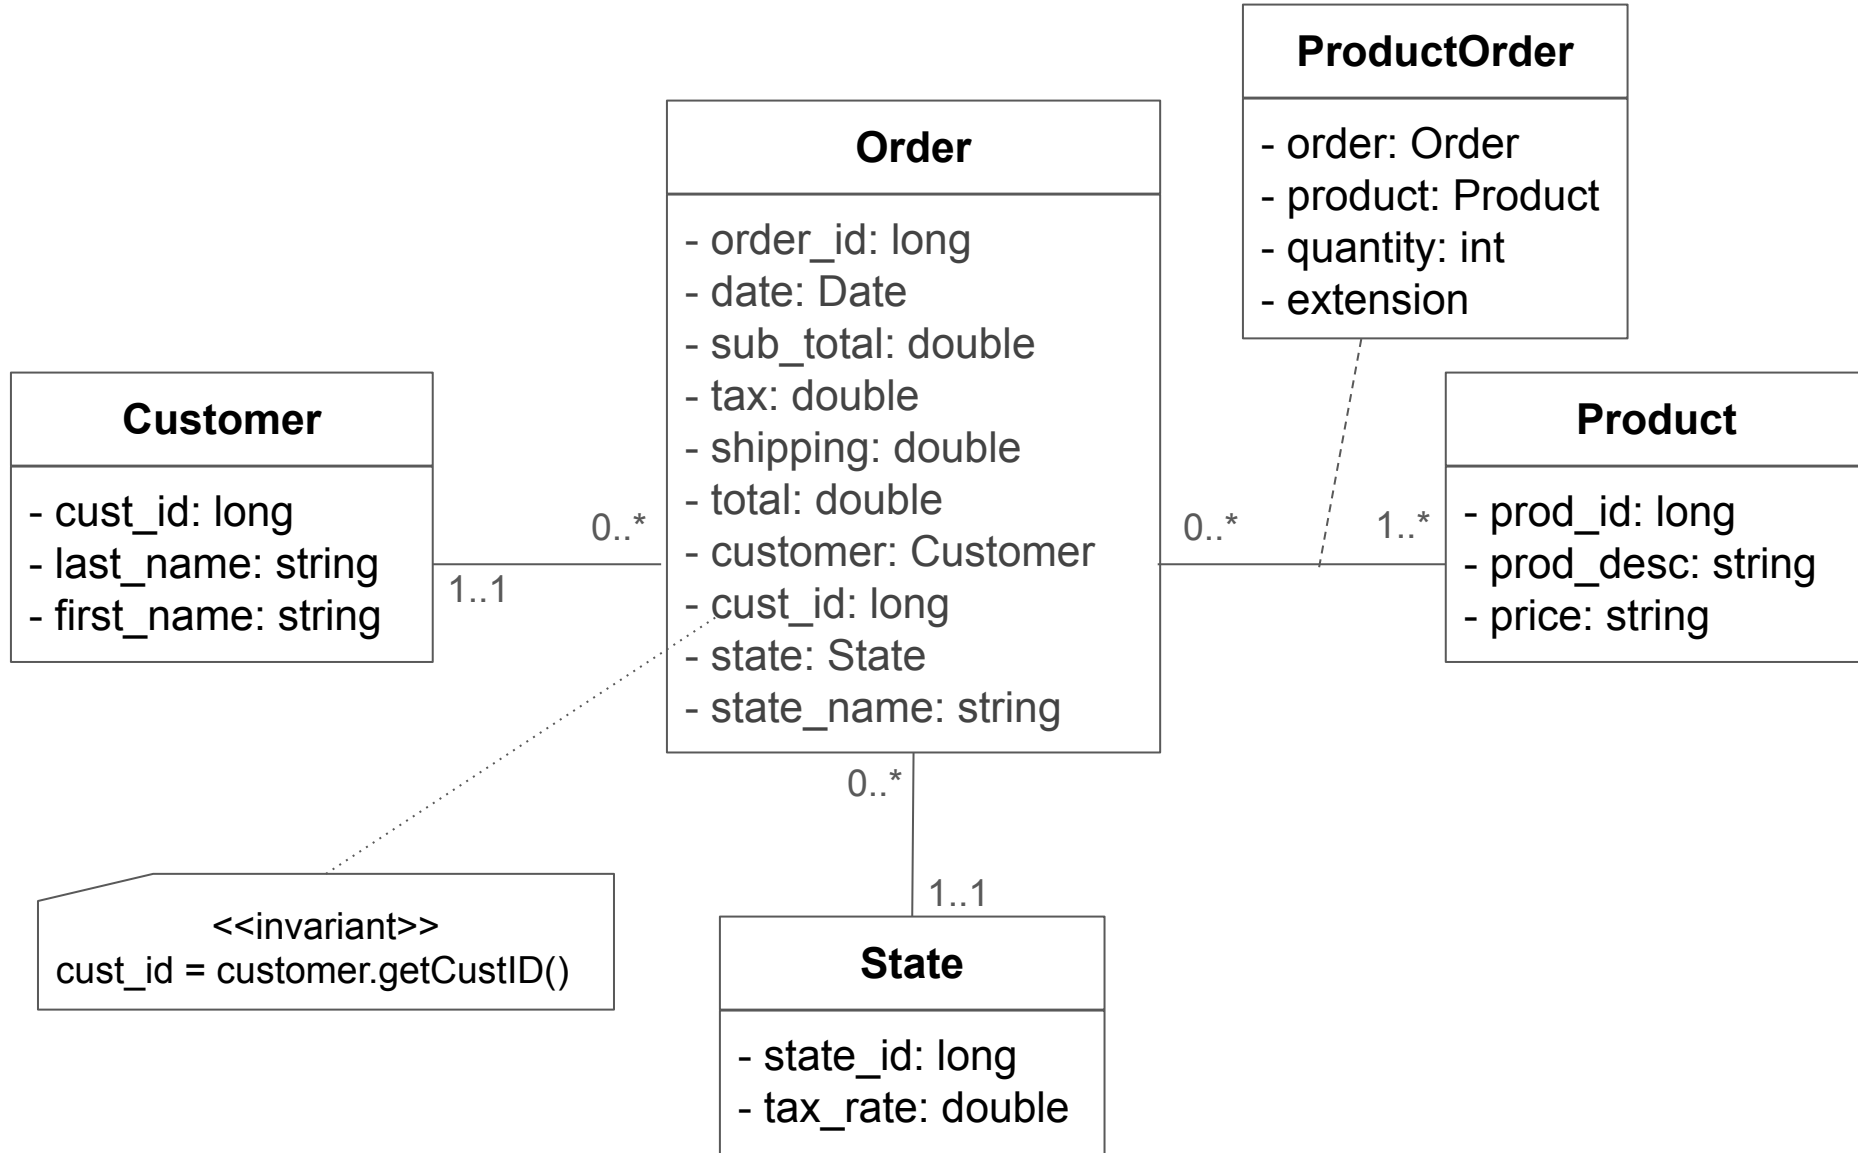 ProductOrder
- order: Order
- product: Product
- quantity: int
- extension
Order
- order_id: long
- date: Date
- sub_total: double
- tax: double
- shipping: double
- total: double
- customer: Customer
- cust_id: long
- state: State
- state_name: string
Customer
- cust_id: long
- last_name: string
- first_name: string
0..*
1..1
0..*
1..*
Product
- prod_id: long
- prod_desc: string
- price: string
0..*
1..1
<<invariant>>
cust_id = customer.getCustID()
State
- state_id: long
- tax_rate: double